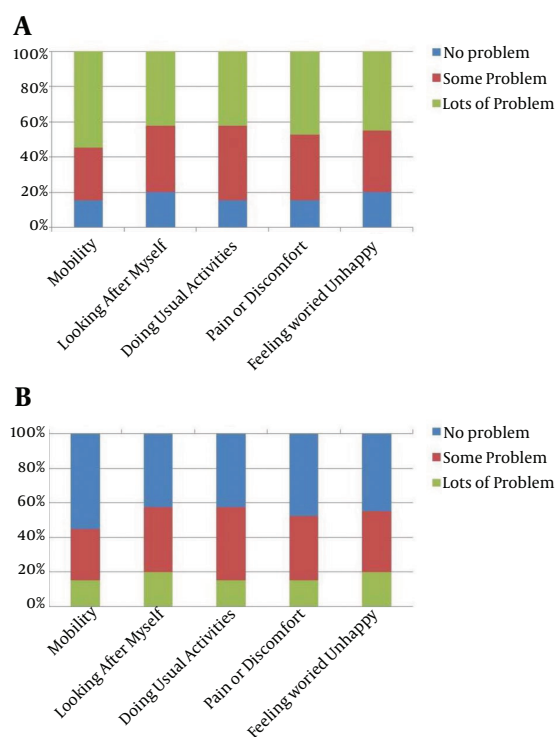 A
100%
80%
60%
40%
20%
0%
No problem
Some Problem
Lots of Problem
Mobility
Looking After Myself
Doing Usual Activities
Pain or Discomfort
Feeling woried Unhappy
B
100%
80%
60%
40%
20%
0%
No problem
Some Problem
Lots of Problem
Mobility
Looking After Myself
Doing Usual Activities
Pain or Discomfort
Feeling woried Unhappy